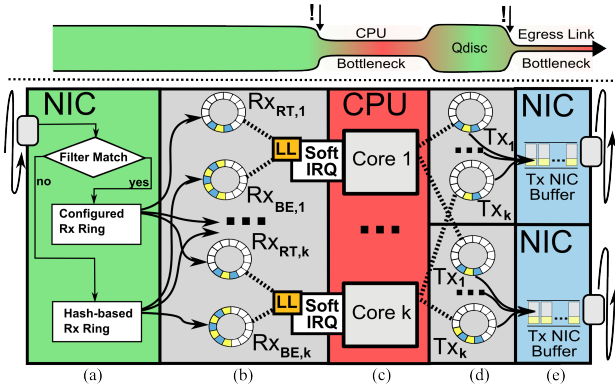 !
CPU
Bottleneck
Qdisc
!
Egress Link
Bottleneck
NIC
Filter Match
no
yes
Configured
Rx Ring
Hash-based
Rx Ring
(a)
RxRT,1
RxBE,1
RxRT,k
RxBE,k
LL
Soft
IRQ
LL
Soft
IRQ
(b)
CPU
Core 1
Core k
(c)
Tx1
Txk
Tx1
Txk
(d)
NIC
Tx NIC
Buffer
NIC
Tx NIC
Buffer
(e)